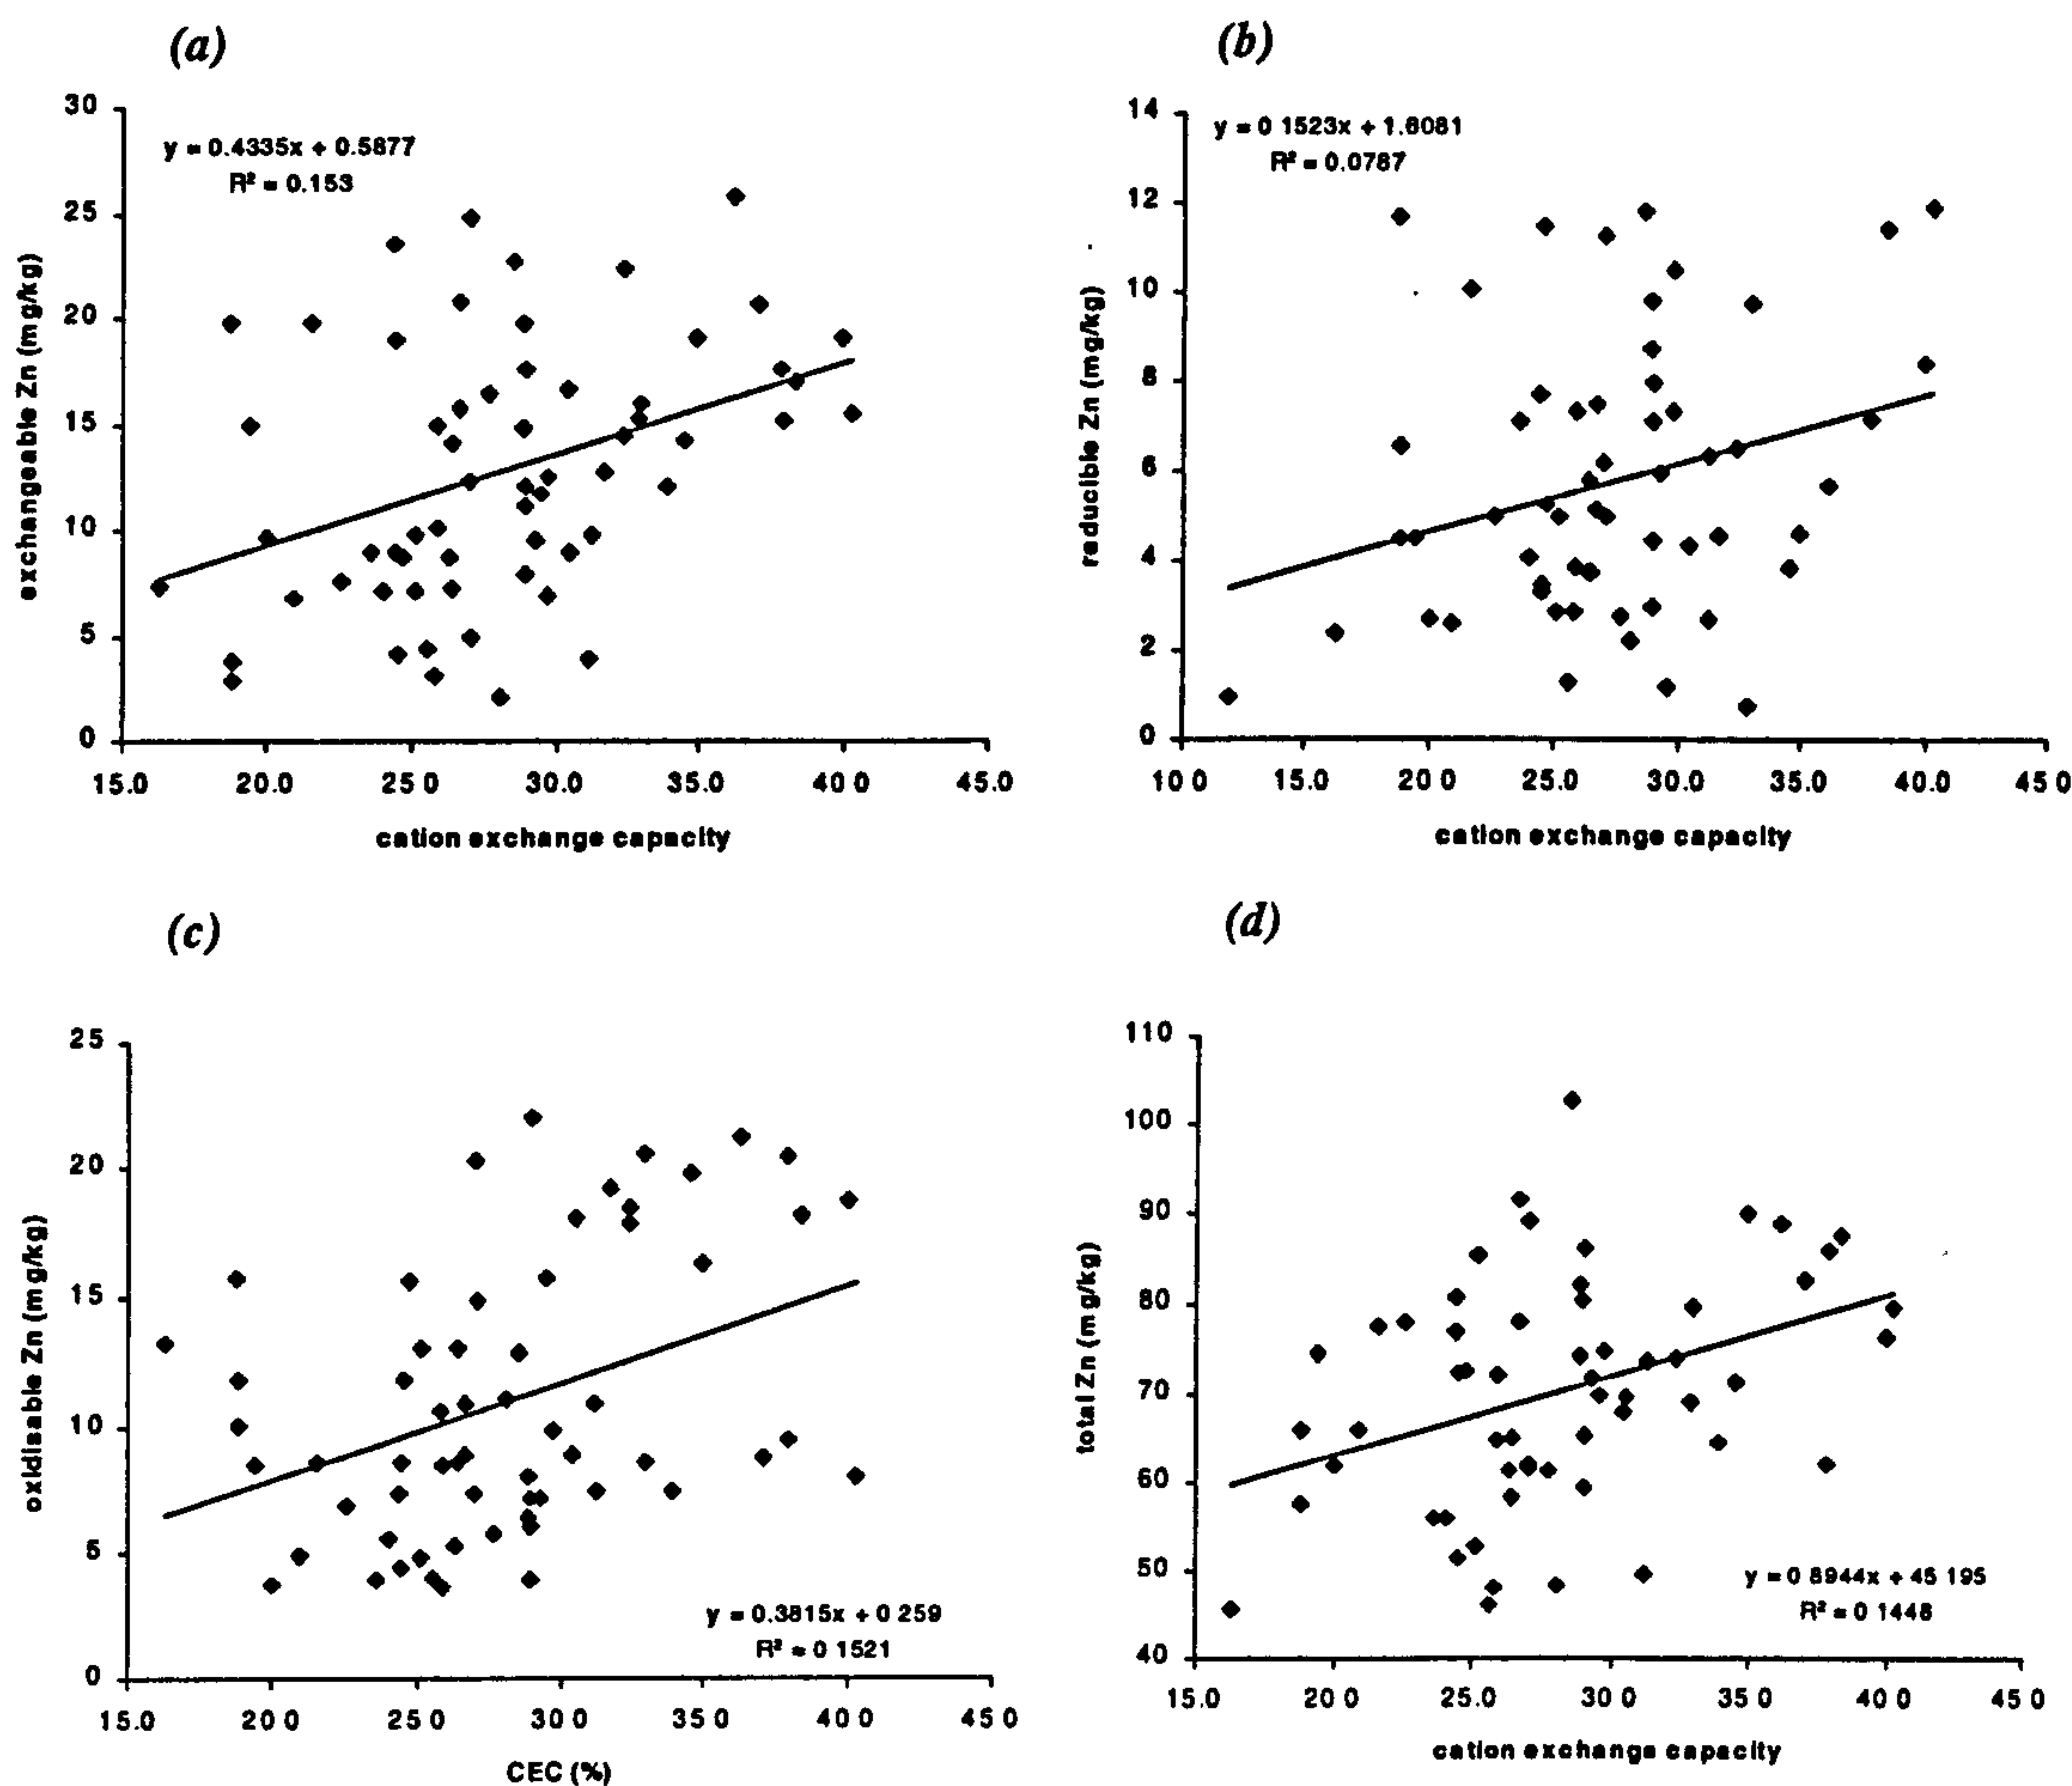 (a)
30
25
20
15
10
5
0
y = 0.4335x + 0.5877
R² = 0.153
exchangeable Zn (mg/kg)
15.0 20.0 25 0 30.0 35.0 40 0 45.0
cation exchange capacity
(b)
14
12
10
8
6
4
2
0
y = 0 1523x + 1.6081
R² = 0.0787
reducible Zn (mg/kg)
10 0 15.0 20 0 25.0 30.0 35.0 40.0 45 0
cation exchange capacity
(c)
25
20
15
10
5
0
oxidisable Zn (mg/kg)
y = 0.3815x + 0 259
R² = 0 1521
15.0 20 0 25 0 30 0 35 0 40 0 45 0
CEC (%)
(d)
110
100
90
80
70
60
50
40
total Zn (mg/kg)
y = 0 8944x + 45 195
R² = 0 1448
15.0 20 0 25.0 30 0 35 0 40 0 45 0
cation exchange capacity